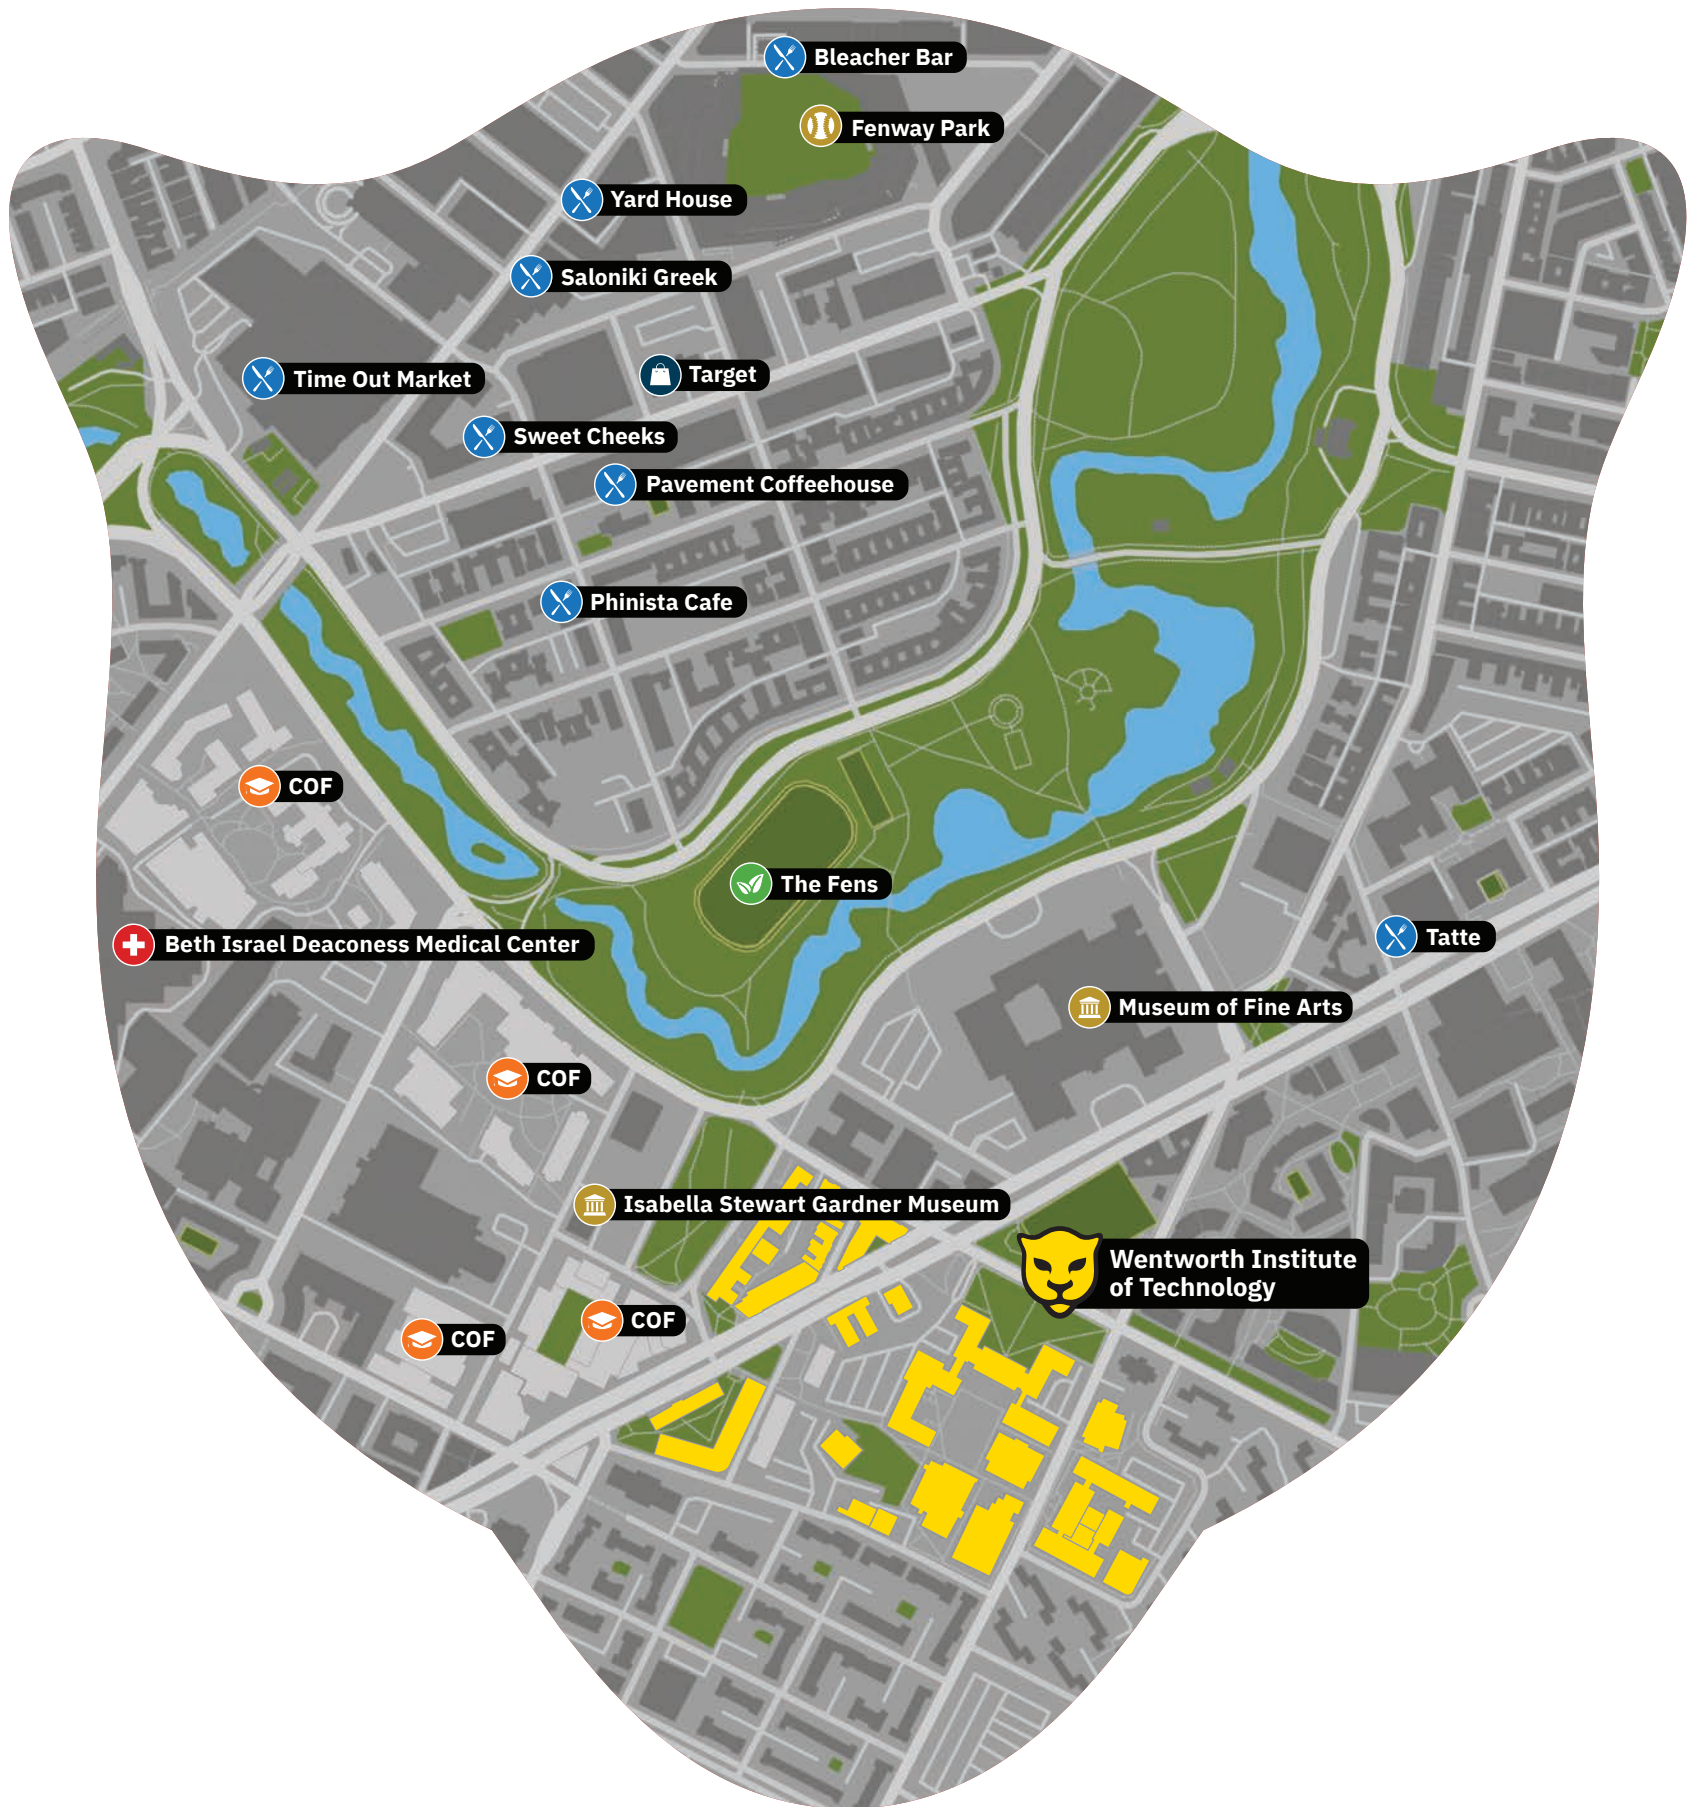 Bleacher Bar
Fenway Park
Yard House
Saloniki Greek
Time Out Market
Target
Sweet Cheeks
Pavement Coffeehouse
Phinista Cafe
COF
The Fens
Beth Israel Deaconess Medical Center
Tatte
Museum of Fine Arts
COF
Isabella Stewart Gardner Museum
Wentworth Institute
of Technology
COF
COF